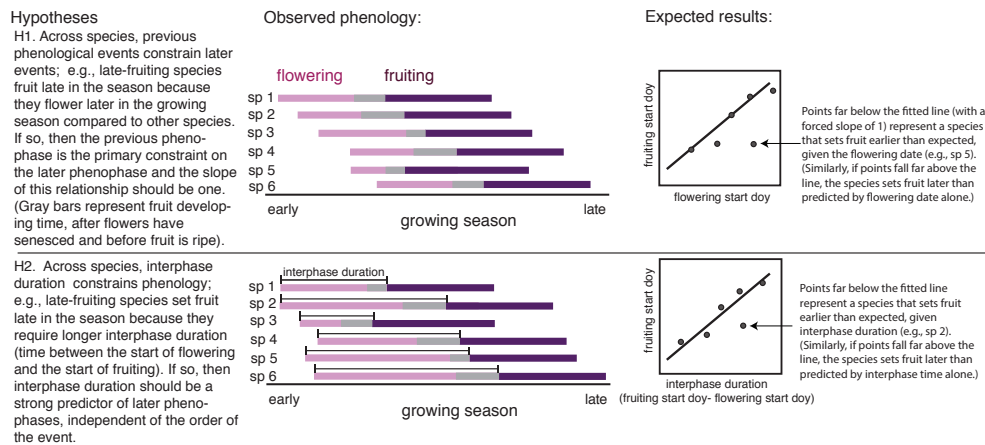 Hypotheses
H1. Across species, previous
phenological events constrain later
events; e.g., late-fruiting species
fruit late in the season because
they flower later in the growing
season compared to other species.
If so, then the previous pheno-
phase is the primary constraint on
the later phenophase and the slope
of this relationship should be one.
(Gray bars represent fruit develop-
ing time, after flowers have
senesced and before fruit is ripe).
Observed phenology:
flowering fruiting
sp 1
sp 2
sp 3
sp 4
sp 5
sp 6
early late
growing season
Expected results:
fruiting start doy
flowering start doy
Points far below the fitted line (with a
forced slope of 1) represent a species
that sets fruit earlier than expected,
given the flowering date (e.g., sp 5).
(Similarly, if points fall far above the
line, the species sets fruit later than
predicted by flowering date alone.)
H2. Across species, interphase
duration constrains phenology;
e.g., late-fruiting species set fruit
late in the season because they
require longer interphase duration
(time between the start of flowering
and the start of fruiting). If so, then
interphase duration should be a
strong predictor of later pheno-
phases, independent of the order of
the event.
interphase duration
sp 1
sp 2
sp 3
sp 4
sp 5
sp 6
early late
growing season
fruiting start doy
interphase duration
(fruiting start doy- flowering start doy)
Points far below the fitted line
represent a species that sets fruit
earlier than expected, given
interphase duration (e.g., sp 2).
(Similarly, if points fall far above the
line, the species sets fruit later than
predicted by interphase time alone.)